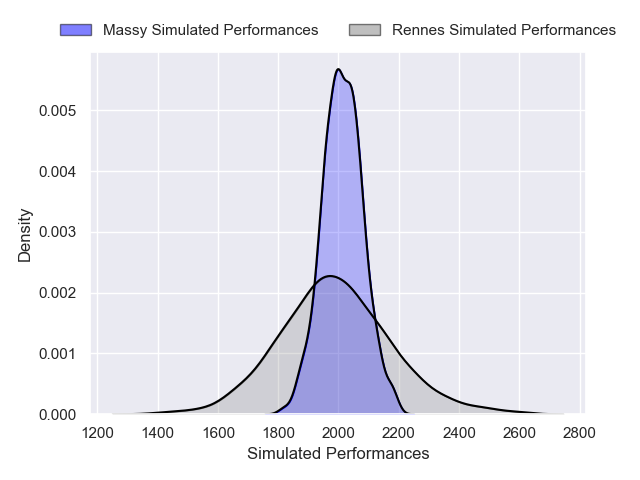 Massy Simulated Performances
Rennes Simulated Performances
0.005
0.004
0.003
0.002
0.001
0.000
Density
1200 1400 1600 1800 2000 2200 2400 2600 2800
Simulated Performances